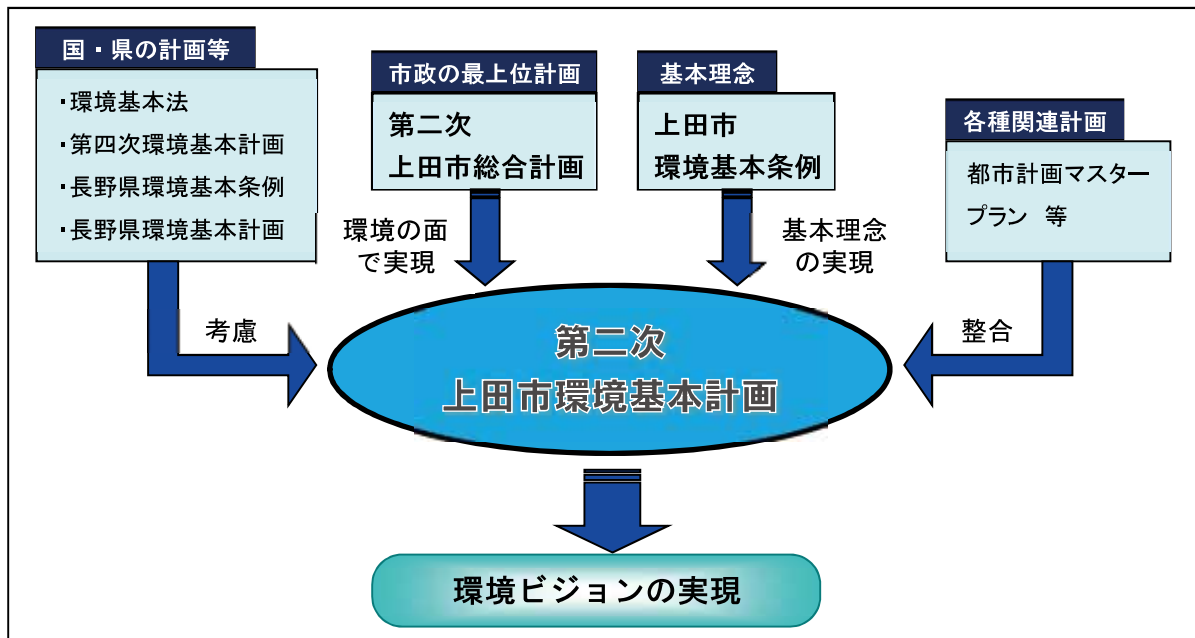 国・県の計画等
・環境基本法
・第四次環境基本計画
・長野県環境基本条例
・長野県環境基本計画
市政の最上位計画
第二次
上田市総合計画
基本理念
上田市
環境基本条例
各種関連計画
都市計画マスター
プラン 等
環境の面
で実現
基本理念
の実現
考慮
整合
第二次
上田市環境基本計画
環境ビジョンの実現